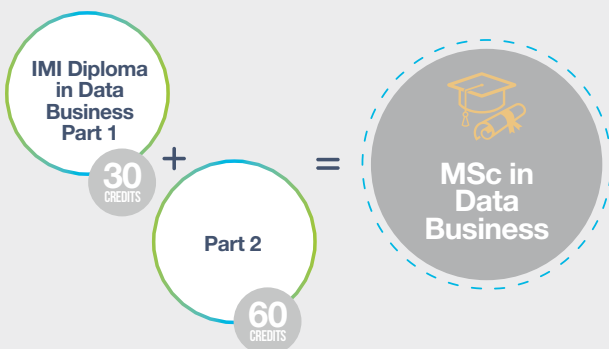 IMI Diploma
in Data
Business
Part 1
30
CREDITS
+
Part 2
60
CREDITS
=
MSc in
Data
Business